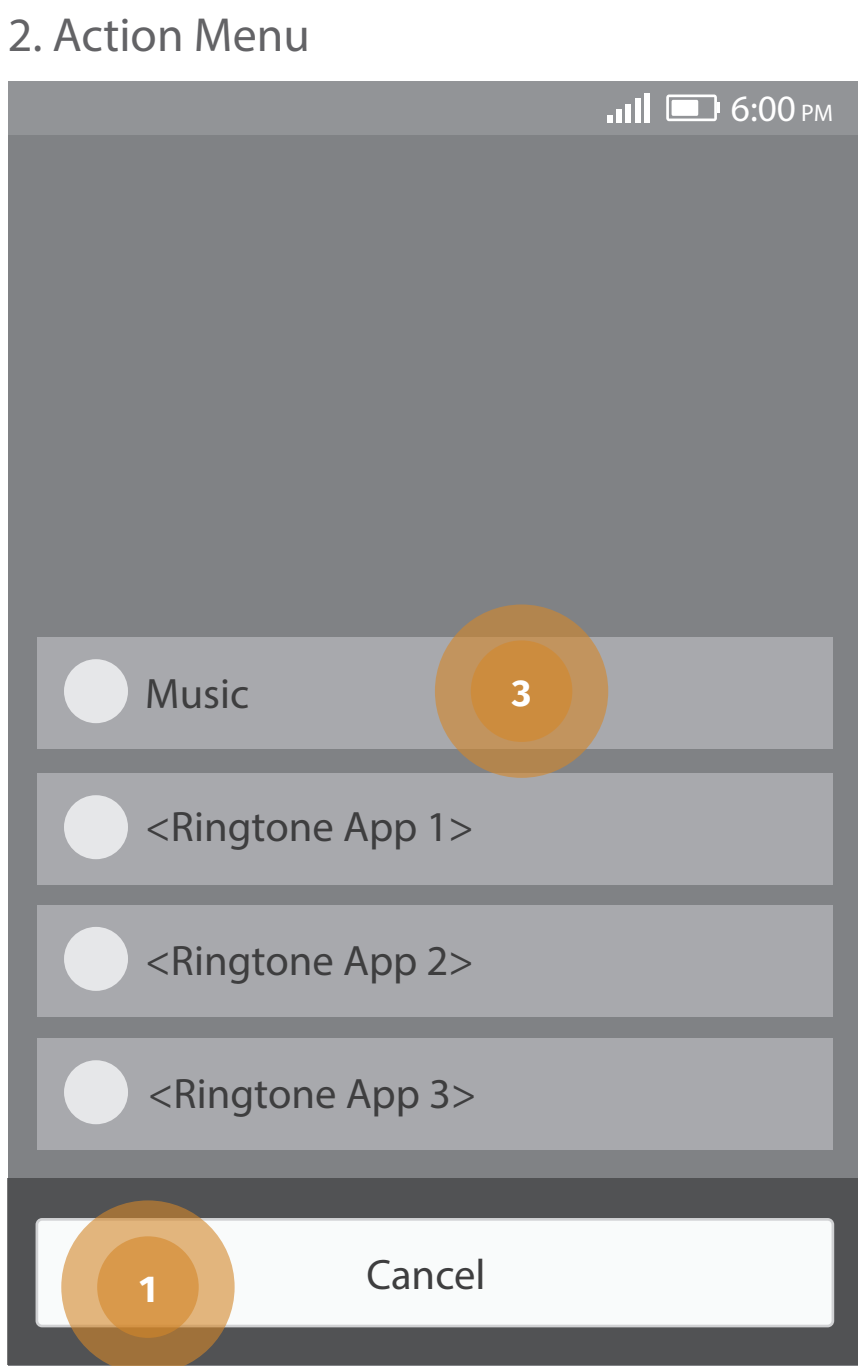 2. Action Menu
6:00 PM
Music
3
<Ringtone App 1>
<Ringtone App 2>
<Ringtone App 3>
1
Cancel